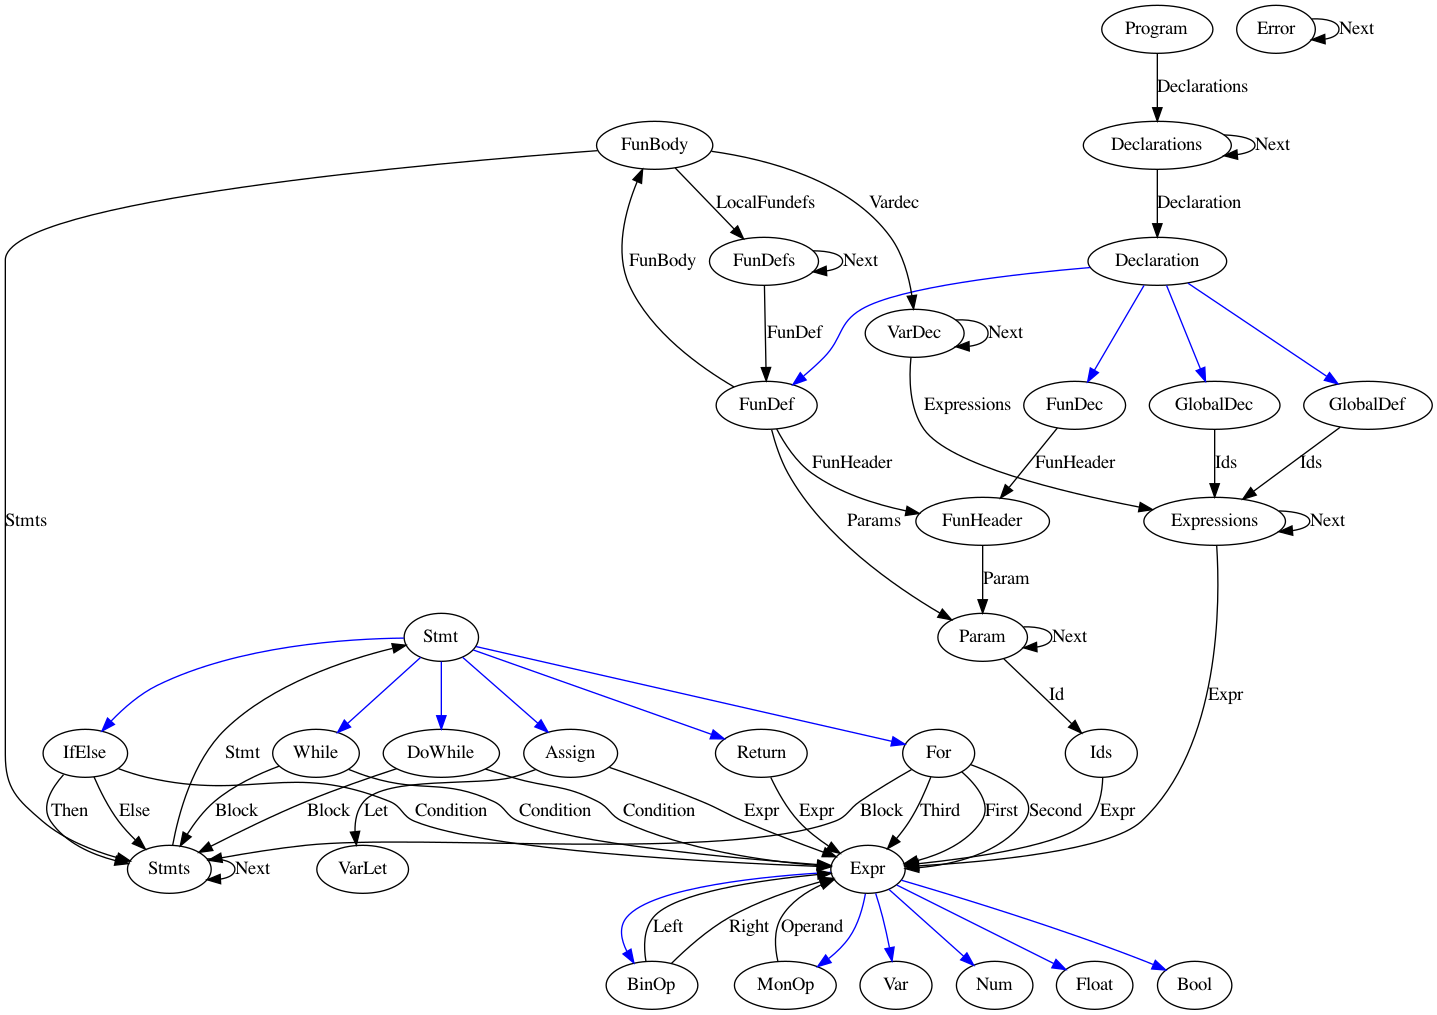 Program
Error
Next
Declarations
FunBody
Declarations
Next
LocalFundefs
Vardec
Declaration
FunBody
FunDefs
Next
Declaration
FunDef
VarDec
Next
FunDef
Expressions
FunDec
GlobalDec
GlobalDef
FunHeader
FunHeader
Ids
Ids
Stmts
Params
FunHeader
Expressions
Next
Param
Stmt
Param
Next
Id
Expr
Stmt
IfElse
While
DoWhile
Assign
Return
For
Ids
Then
Else
Block
Block
Let
Condition
Condition
Condition
Expr
Expr
Block
Third
First
Second
Expr
Stmts
Next
VarLet
Expr
Left
Right
Operand
BinOp
MonOp
Var
Num
Float
Bool